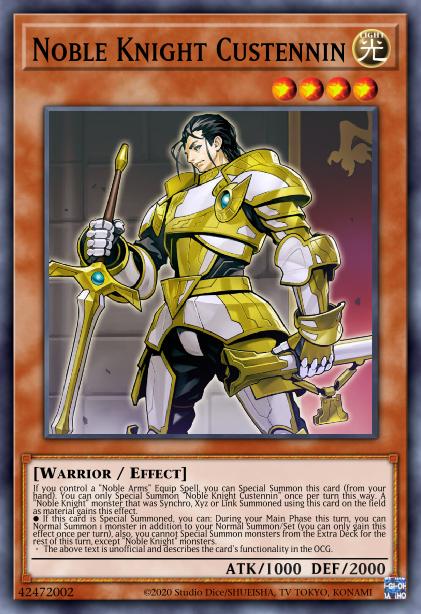 NOBLE KNIGHT CUSTENNIN
LIGHT
光
[WARRIOR / EFFECT]
If you control a "Noble Arms" Equip Spell, you can Special Summon this card (from your
hand). You can only Special Summon "Noble Knight Custennin" once per turn this way. A
"Noble Knight" monster that was Synchro, Xyz or Link Summoned using this card on the field
as material gains this effect.
● If this card is Special Summoned, you can: During your Main Phase this turn, you can
Normal Summon 1 monster in addition to your Normal Summon/Set (you can only gain this
effect once per turn), also, you cannot Special Summon monsters from the Extra Deck for the
rest of this turn, except "Noble Knight" monsters.
· The above text is unofficial and describes the card's functionality in the OCG.
ATK/1000 DEF/2000
42472002
©2020 Studio Dice/SHUEISHA, TV TOKYO, KONAMI